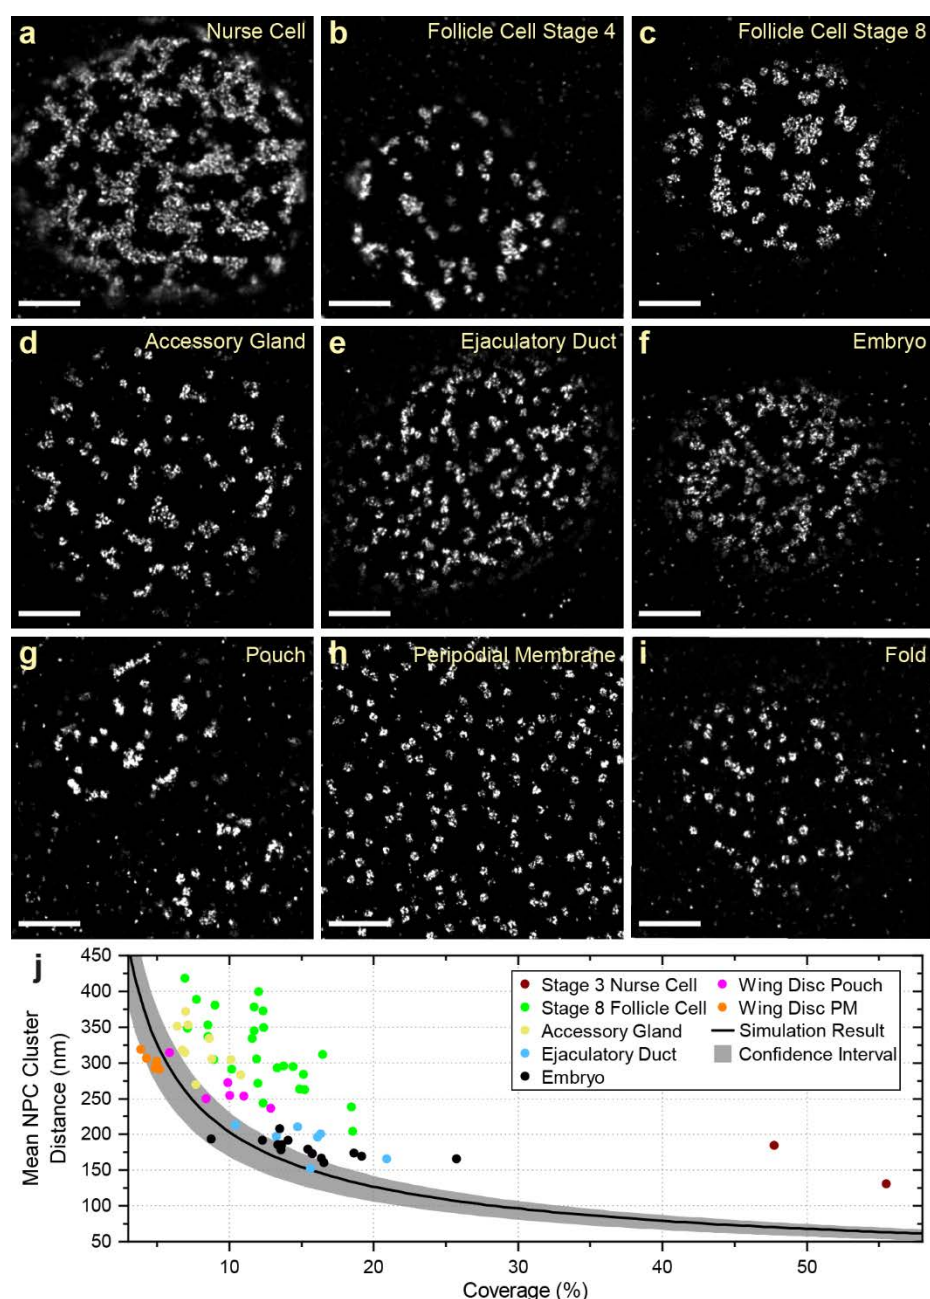 a
Nurse Cell
b
Follicle Cell Stage 4
c
Follicle Cell Stage 8
d
Accessory Gland
e
Ejaculatory Duct
f
Embryo
g
Pouch
h
Peripodial Membrane
i
Fold
j
Mean NPC Cluster
Distance (nm)
450
400
350
300
250
200
150
100
50
Stage 3 Nurse Cell
Stage 8 Follicle Cell
Accessory Gland
Ejaculatory Duct
Embryo
Wing Disc Pouch
Wing Disc PM
Simulation Result
Confidence Interval
10
20
30
40
50
Coverage (%)